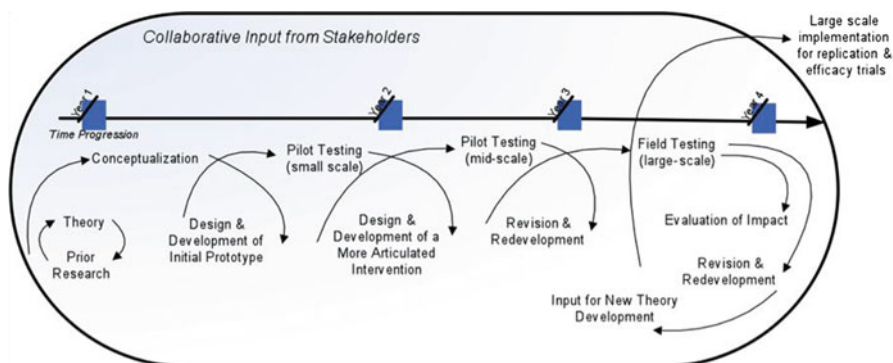 Collaborative Input from Stakeholders
Large scale
implementation
for replication &
efficacy trials
Year 1
Year 2
Year 3
Year 4
Time Progression
Conceptualization
Pilot Testing
(small scale)
Pilot Testing
(mid-scale)
Field Testing
(large-scale)
Theory
Prior
Research
Design &
Development of
Initial Prototype
Design &
Development of a
More Articulated
Intervention
Revision &
Redevelopment
Evaluation of Impact
Revision &
Redevelopment
Input for New Theory
Development